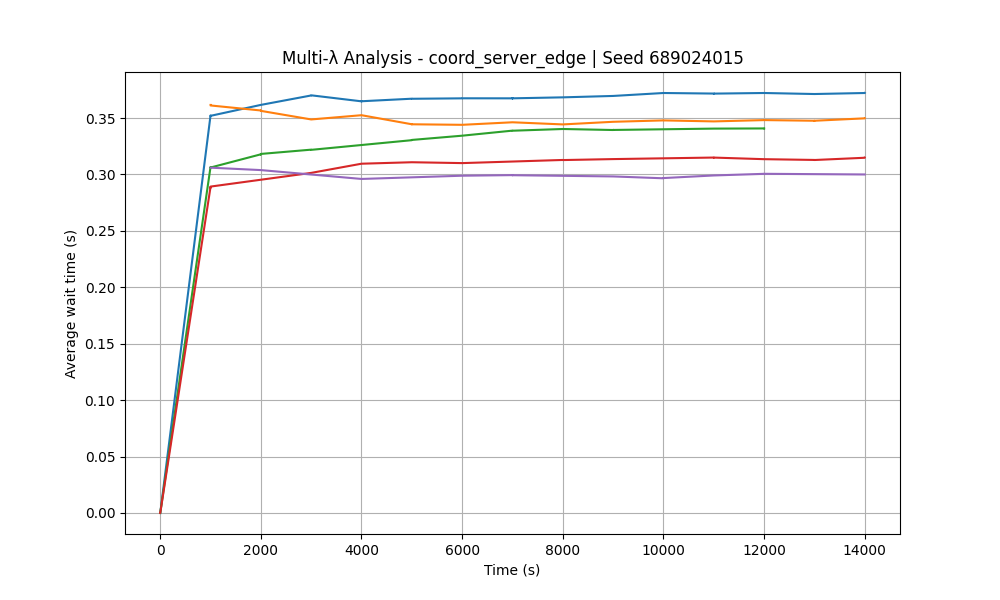 Multi-λ Analysis - coord_server_edge | Seed 689024015
Average wait time (s)
0.35
0.30
0.25
0.20
0.15
0.10
0.05
0.00
0 2000 4000 6000 8000 10000 12000 14000
Time (s)